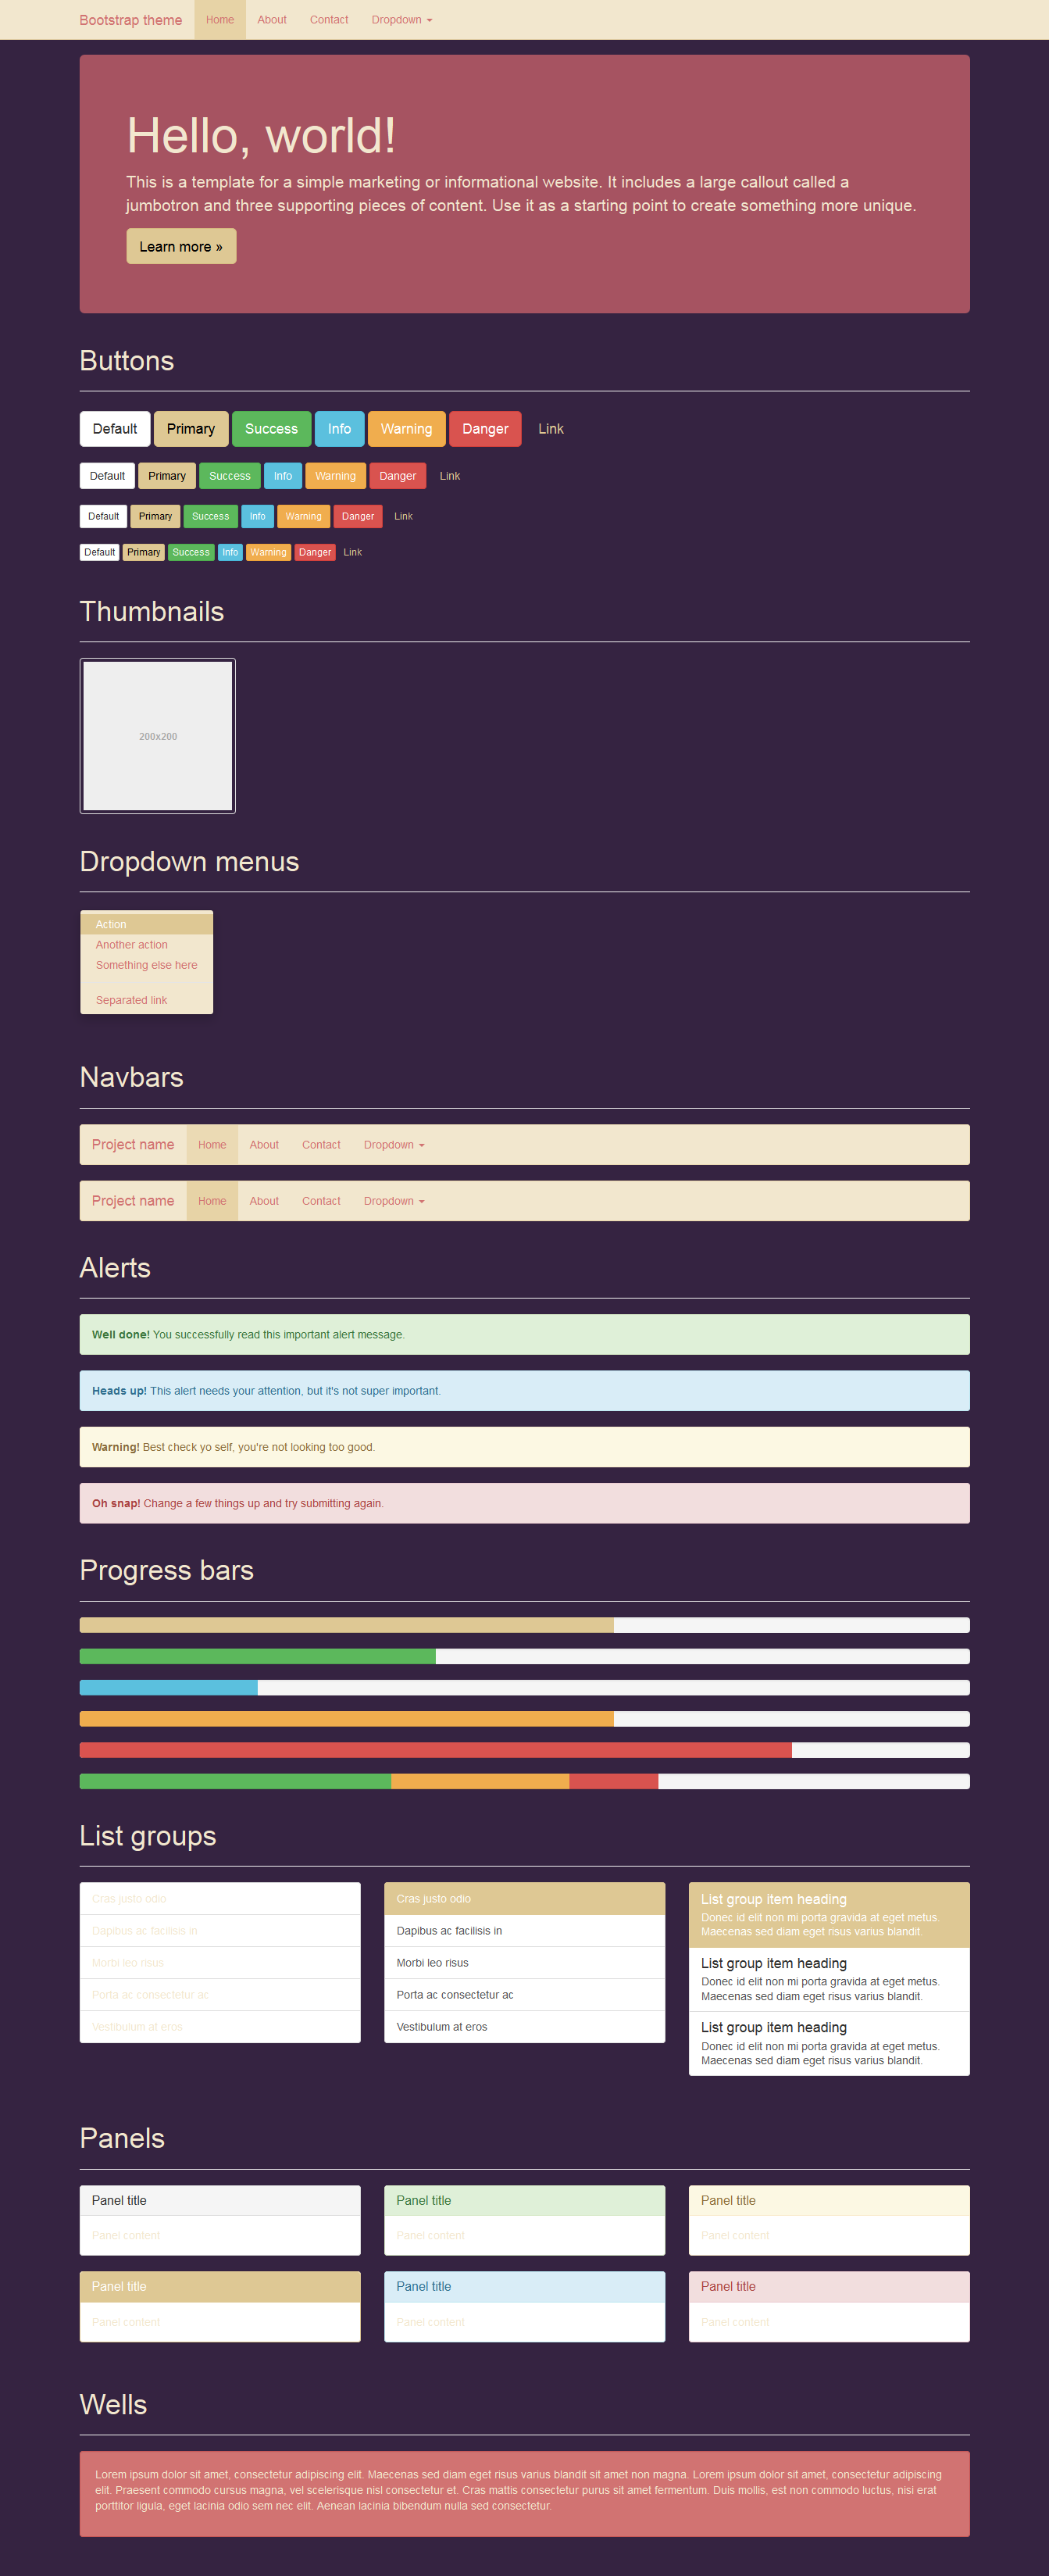 Bootstrap theme Home About Contact Dropdown
Hello, world!
This is a template for a simple marketing or informational website. It includes a large callout called a
jumbotron and three supporting pieces of content. Use it as a starting point to create something more unique.
Learn more »
Buttons
Default Primary Success Info Warning Danger Link
Default Primary Success Info Warning Danger Link
Default Primary Success Info Warning Danger Link
Default Primary Success Info Warning Danger Link
Thumbnails
200x200
Dropdown menus
Action
Another action
Something else here
Separated link
Navbars
Project name Home About Contact Dropdown
Project name Home About Contact Dropdown
Alerts
Well done! You successfully read this important alert message.
Heads up! This alert needs your attention, but it's not super important.
Warning! Best check yo self, you're not looking too good.
Oh snap! Change a few things up and try submitting again.
Progress bars
List groups
Cras justo odio
Dapibus ac facilisis in
Morbi leo risus
Porta ac consectetur ac
Vestibulum at eros
Cras justo odio
Dapibus ac facilisis in
Morbi leo risus
Porta ac consectetur ac
Vestibulum at eros
List group item heading
Donec id elit non mi porta gravida at eget metus.
Maecenas sed diam eget risus varius blandit.
List group item heading
Donec id elit non mi porta gravida at eget metus.
Maecenas sed diam eget risus varius blandit.
List group item heading
Donec id elit non mi porta gravida at eget metus.
Maecenas sed diam eget risus varius blandit.
Panels
Panel title
Panel content
Panel title
Panel content
Panel title
Panel content
Panel title
Panel content
Panel title
Panel content
Panel title
Panel content
Wells
Lorem ipsum dolor sit amet, consectetur adipiscing elit. Maecenas sed diam eget risus varius blandit sit amet non magna. Lorem ipsum dolor sit amet, consectetur adipiscing
elit. Praesent commodo cursus magna, vel scelerisque nisl consectetur et. Cras mattis consectetur purus sit amet fermentum. Duis mollis, est non commodo luctus, nisi erat
porttitor ligula, eget lacinia odio sem nec elit. Aenean lacinia bibendum nulla sed consectetur.